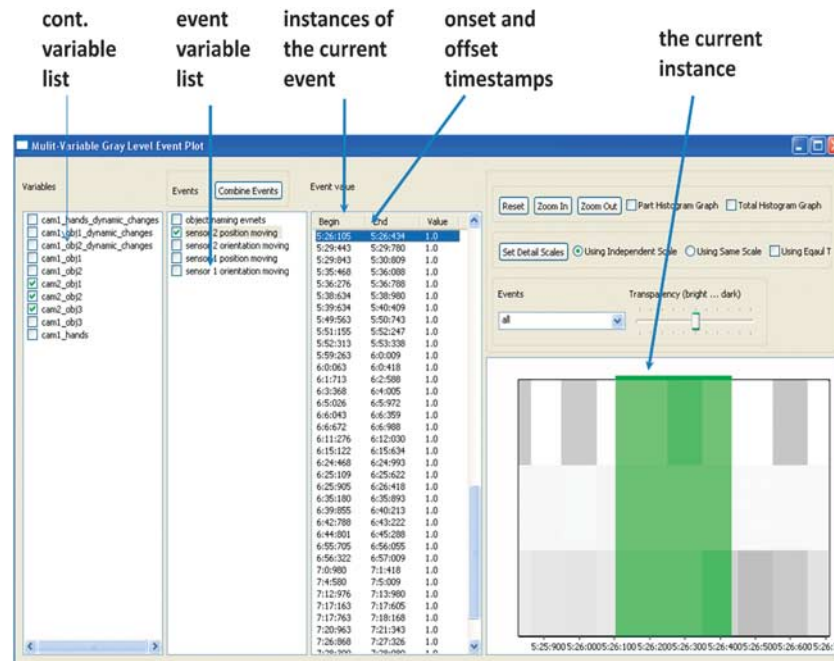 cont. variable list
event variable list
instances of the current event
onset and offset timestamps
the current instance
Mulit-Variable Gray Level Event Plot
Variables
Events
Combine Events
Event value
cam1_hands_dynamic_changes
cam1_obj1_dynamic_changes
cam1_obj2_dynamic_changes
cam1_obj1
cam1_obj2
cam2_obj1
cam2_obj2
cam2_obj3
cam1_obj3
cam1_hands
object naming evnets
sensor 2 position moving
sensor 2 orientation moving
sensor 1 position moving
sensor 1 orientation moving
Begin End Value
5:26:105 5:26:434 1.0
5:29:443 5:29:780 1.0
5:29:843 5:30:809 1.0
5:35:468 5:36:088 1.0
5:36:276 5:36:788 1.0
5:38:634 5:38:980 1.0
5:39:634 5:40:409 1.0
5:49:563 5:50:743 1.0
5:51:155 5:52:247 1.0
5:52:313 5:53:338 1.0
5:59:263 6:0:009 1.0
6:0:063 6:0:418 1.0
6:1:713 6:2:588 1.0
6:3:368 6:4:005 1.0
6:5:026 6:5:972 1.0
6:6:043 6:6:359 1.0
6:6:672 6:6:988 1.0
6:11:276 6:12:030 1.0
6:15:122 6:15:634 1.0
6:24:468 6:24:993 1.0
6:25:109 6:25:622 1.0
6:25:905 6:26:418 1.0
6:35:180 6:35:893 1.0
6:39:855 6:40:213 1.0
6:42:788 6:43:222 1.0
6:44:801 6:45:288 1.0
6:55:705 6:56:055 1.0
6:56:322 6:57:009 1.0
7:0:980 7:1:418 1.0
7:4:580 7:5:009 1.0
7:12:976 7:13:980 1.0
7:17:163 7:17:605 1.0
7:17:763 7:18:168 1.0
7:20:963 7:21:343 1.0
7:26:868 7:27:326 1.0
Reset Zoom In Zoom Out Part Histogram Graph Total Histogram Graph
Set Detail Scales Using Independent Scale Using Same Scale Using Eqaul T
Events Transparency (bright ... dark)
all
5:25:900 5:26:000 5:26:100 5:26:200 5:26:300 5:26:400 5:26:500 5:26:600